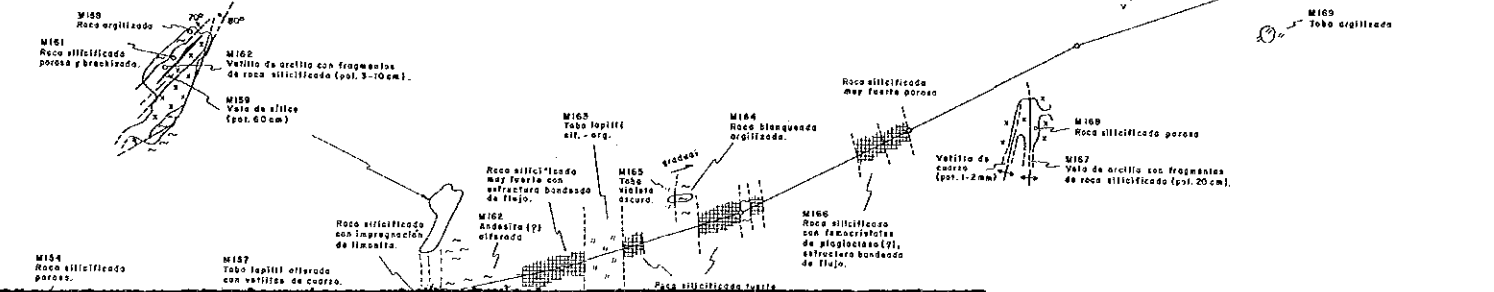 M158
Roca argilizada
70° 80°
M161
Roca silicificada
porosa y brechizada.
M162
Vetilla de arcilla con fragmentos
de roca silicificada (pot. 3-10 cm).
M159
Veta de sílice
(pot. 60 cm)
M169
Toba argilizada
Roca silicificada
muy fuerte porosa
M168
Roca silicificada porosa
M167
Veta de arcilla con fragmentos
de roca silicificada (pot. 20 cm).
Vetilla de
cuarzo
(pot. 1-2 mm)
M163
Toba lapilli
sil. - arg.
M164
Roca blanqueada
argilizada.
gradual
M165
Toba
violeta
oscuro.
Roca silicificada
muy fuerte con
estructura bandeada
de flujo.
M162
Andesita (?)
alterada
M166
Roca silicificada
con fenocristales
de plagioclasa (?),
estructura bandeada
de flujo.
Roca silicificada
con impregnación
de limonita.
M154
Roca silicificada
porosa.
M157
Toba lapilli alterada
con vetillas de cuarzo.
Roca silicificada fuerte